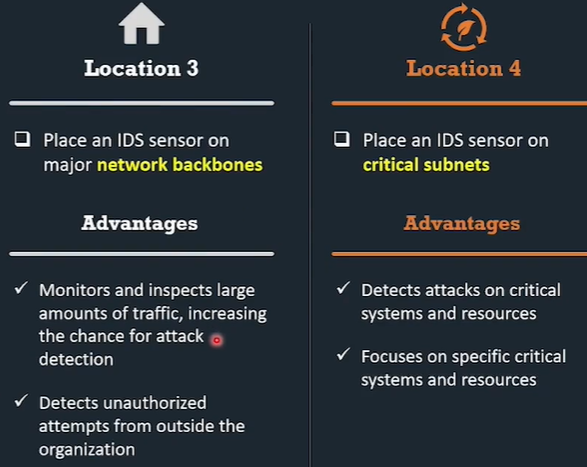 Location 3
Place an IDS sensor on
major network backbones
Advantages
Monitors and inspects large
amounts of traffic, increasing
the chance for attack
detection
Detects unauthorized
attempts from outside the
organization
Location 4
Place an IDS sensor on
critical subnets
Advantages
Detects attacks on critical
systems and resources
Focuses on specific critical
systems and resources